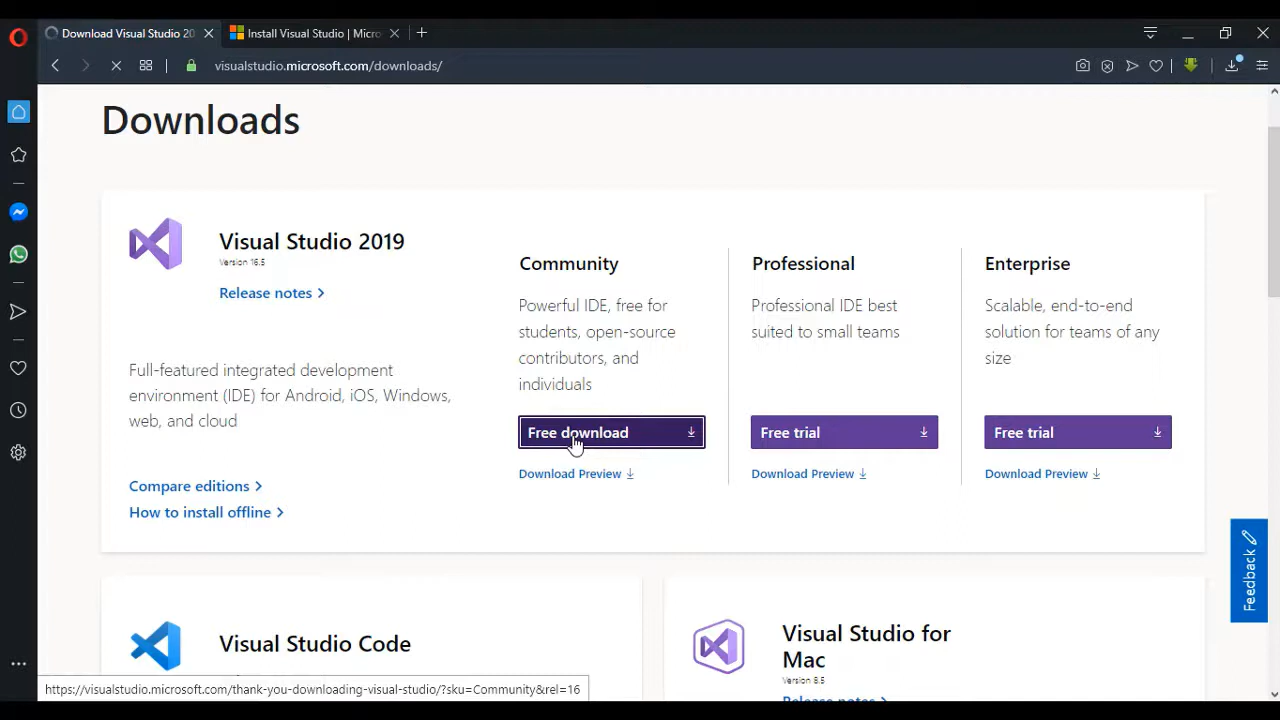 Download Visual Studio 20
Install Visual Studio | Micro
visualstudio.microsoft.com/downloads/
Downloads
Visual Studio 2019
Version 16.5
Release notes
Full-featured integrated development
environment (IDE) for Android, iOS, Windows,
web, and cloud
Compare editions
How to install offline
Community
Powerful IDE, free for
students, open-source
contributors, and
individuals
Free download
Download Preview
Professional
Professional IDE best
suited to small teams
Free trial
Download Preview
Enterprise
Scalable, end-to-end
solution for teams of any
size
Free trial
Download Preview
Feedback
Visual Studio Code
Visual Studio for
Mac
Version 8.5
Release notes
https://visualstudio.microsoft.com/thank-you-downloading-visual-studio/?sku=Community&rel=16